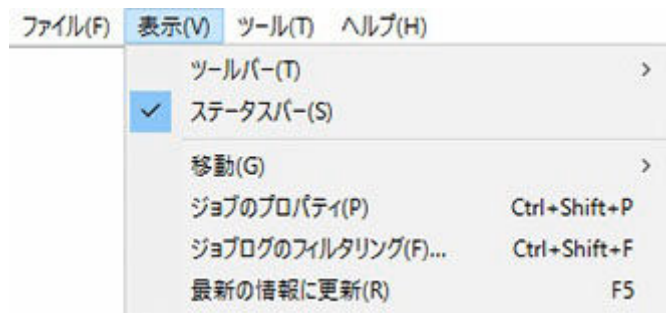 ファイル(F) 表示(V) ツール(T) ヘルプ(H)
ツールバー(T)
ステータスバー(S)
移動(G)
ジョブのプロパティ(P) Ctrl+Shift+P
ジョブログのフィルタリング(F)... Ctrl+Shift+F
最新の情報に更新(R) F5